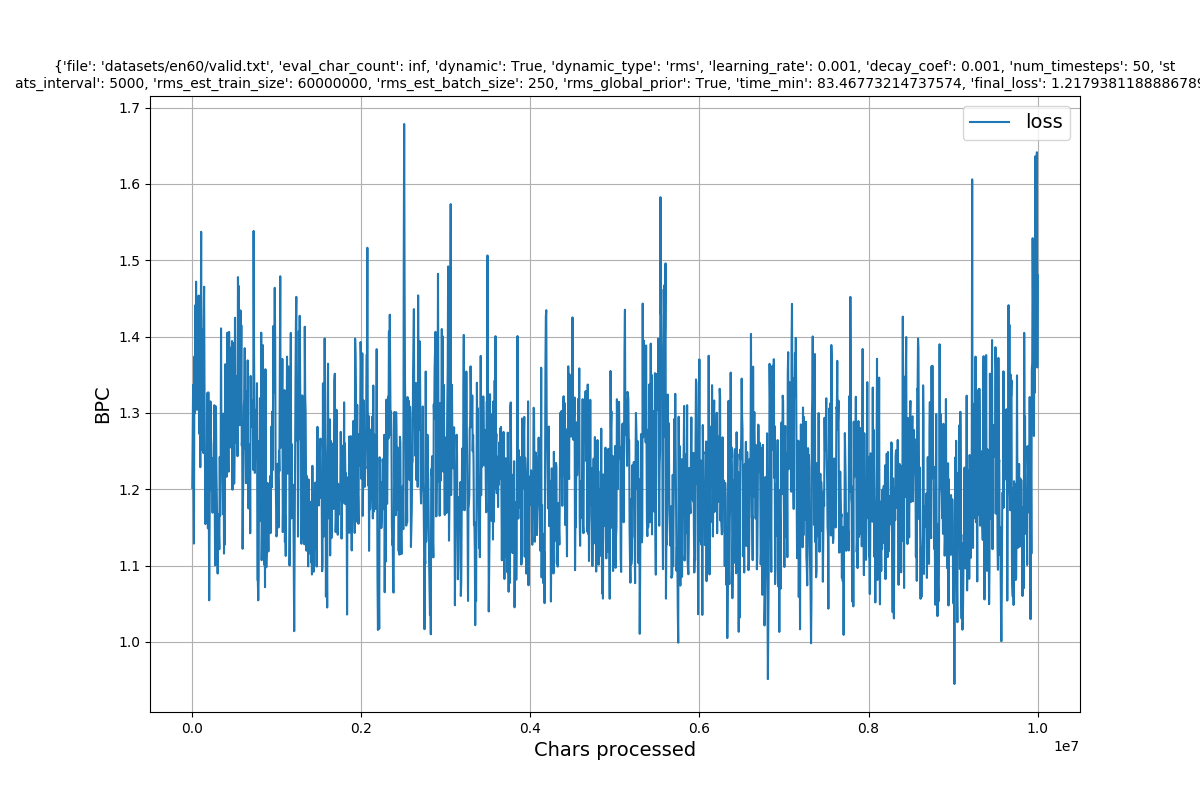 {'file': 'datasets/en60/valid.txt', 'eval_char_count': inf, 'dynamic': True, 'dynamic_type': 'rms', 'learning_rate': 0.001, 'decay_coef': 0.001, 'num_timesteps': 50, 'st
ats_interval': 5000, 'rms_est_train_size': 60000000, 'rms_est_batch_size': 250, 'rms_global_prior': True, 'time_min': 83.46773214737574, 'final_loss': 1.2179381188886789
loss
1.7
1.6
1.5
1.4
1.3
1.2
1.1
1.0
BPC
0.0 0.2 0.4 0.6 0.8 1.0
1e7
Chars processed